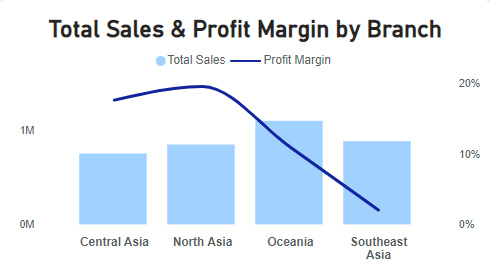 Total Sales & Profit Margin by Branch
Total Sales Profit Margin
20%
1M
10%
0M
0%
Central Asia North Asia Oceania Southeast
Asia